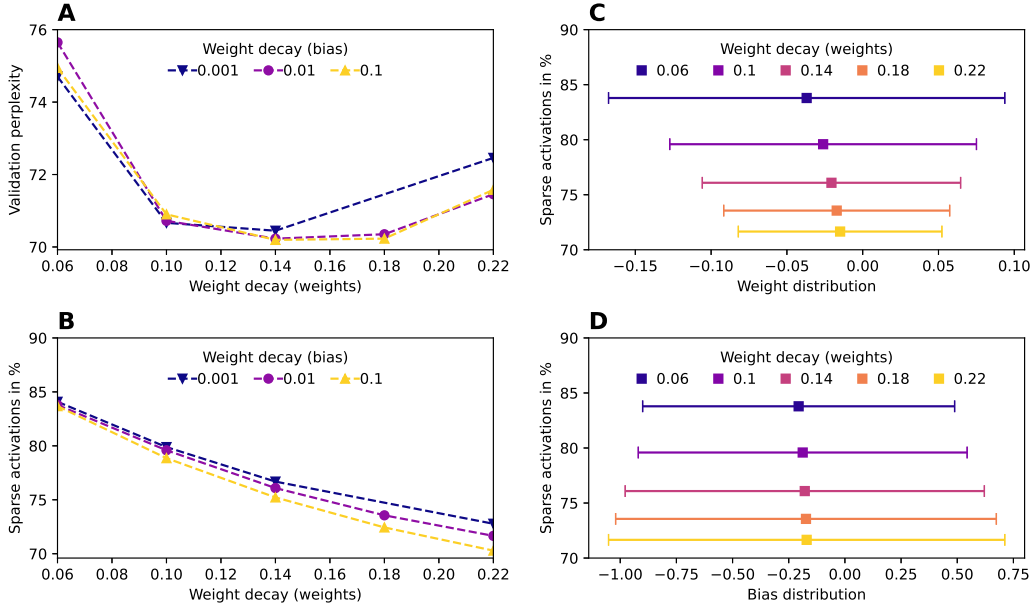 A
Validation perplexity
76
74
72
70
Weight decay (bias)
0.001 0.01 0.1
0.06 0.08 0.10 0.12 0.14 0.16 0.18 0.20 0.22
Weight decay (weights)
C
Sparse activations in %
90
85
80
75
70
Weight decay (weights)
0.06 0.1 0.14 0.18 0.22
−0.15 −0.10 −0.05 0.00 0.05 0.10
Weight distribution
B
Sparse activations in %
90
85
80
75
70
Weight decay (bias)
0.001 0.01 0.1
0.06 0.08 0.10 0.12 0.14 0.16 0.18 0.20 0.22
Weight decay (weights)
D
Sparse activations in %
90
85
80
75
70
Weight decay (weights)
0.06 0.1 0.14 0.18 0.22
−1.00 −0.75 −0.50 −0.25 0.00 0.25 0.50 0.75
Bias distribution